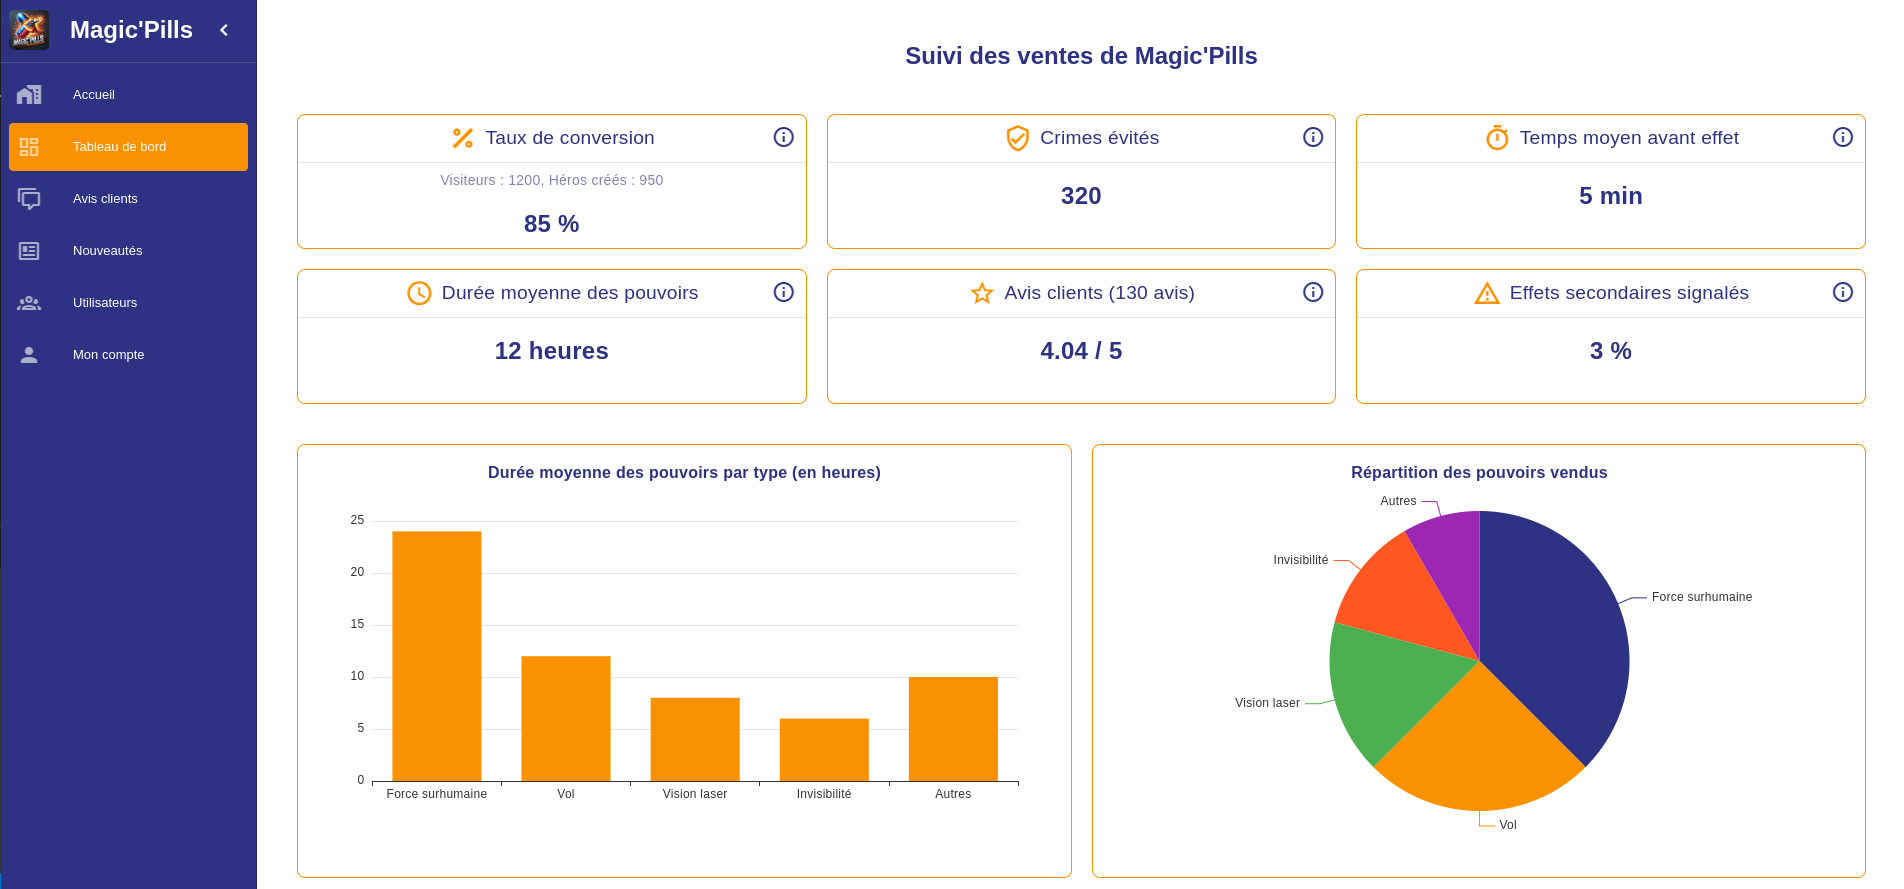 MAGIC PILLS
Magic'Pills
Accueil
Tableau de bord
Avis clients
Nouveautés
Utilisateurs
Mon compte
Suivi des ventes de Magic'Pills
Taux de conversion
Visiteurs : 1200, Héros créés : 950
85 %
Crimes évités
320
Temps moyen avant effet
5 min
Durée moyenne des pouvoirs
12 heures
Avis clients (130 avis)
4.04 / 5
Effets secondaires signalés
3 %
Durée moyenne des pouvoirs par type (en heures)
25
20
15
10
5
0
Force surhumaine
Vol
Vision laser
Invisibilité
Autres
Répartition des pouvoirs vendus
Autres
Invisibilité
Force surhumaine
Vision laser
Vol